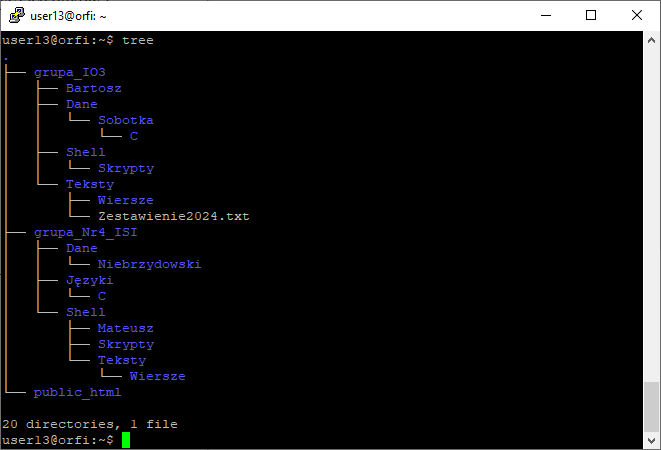 user13@orfi: ~
user13@orfi:~$ tree
.
├── grupa_IO3
│   ├── Bartosz
│   ├── Dane
│   │   └── Sobotka
│   │       └── C
│   ├── Shell
│   │   └── Skrypty
│   └── Teksty
│       ├── Wiersze
│       └── Zestawienie2024.txt
├── grupa_Nr4_ISI
│   ├── Dane
│   │   └── Niebrzydowski
│   ├── Języki
│   │   └── C
│   └── Shell
│       ├── Mateusz
│       ├── Skrypty
│       └── Teksty
│           └── Wiersze
└── public_html
20 directories, 1 file
user13@orfi:~$